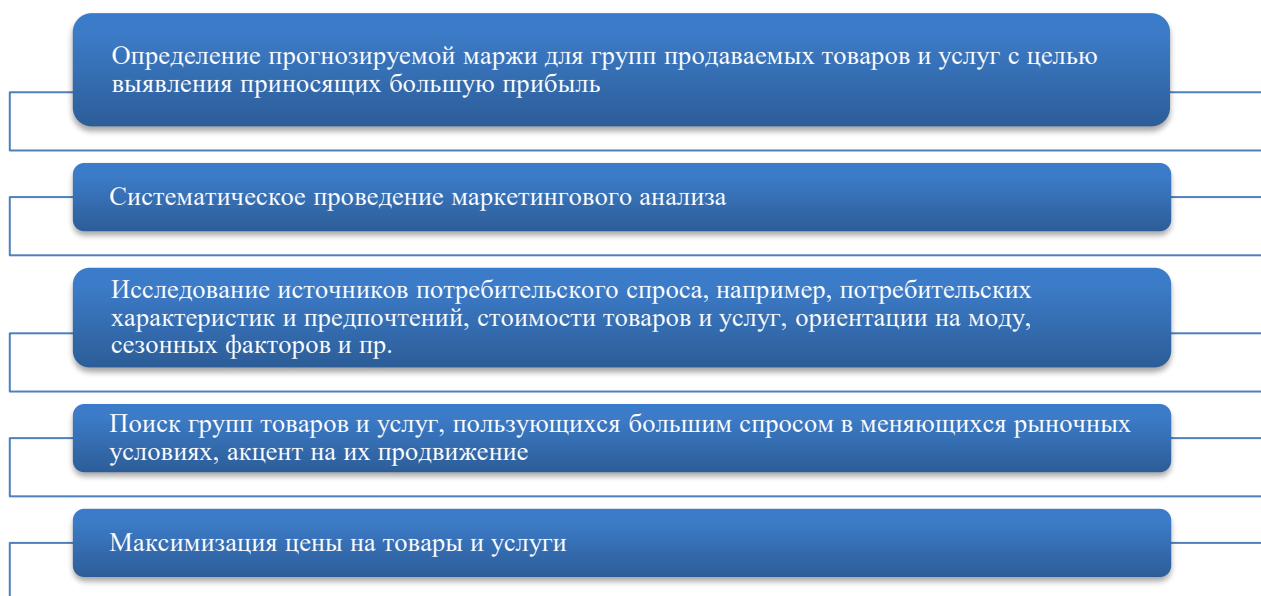 Определение прогнозируемой маржи для групп продаваемых товаров и услуг с целью
выявления приносящих большую прибыль
Систематическое проведение маркетингового анализа
Исследование источников потребительского спроса, например, потребительских
характеристик и предпочтений, стоимости товаров и услуг, ориентации на моду,
сезонных факторов и пр.
Поиск групп товаров и услуг, пользующихся большим спросом в меняющихся рыночных
условиях, акцент на их продвижение
Максимизация цены на товары и услуги